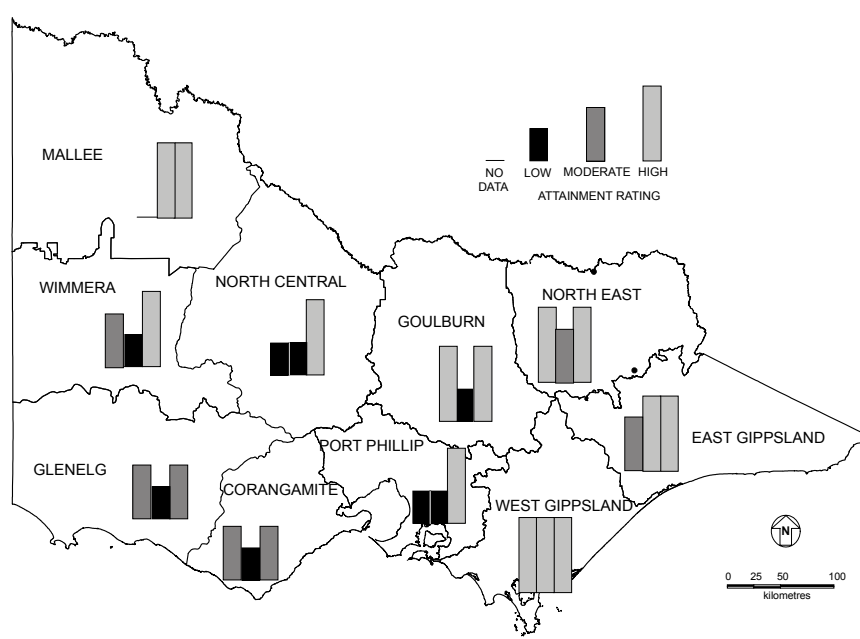 MALLEE
NO
DATA
LOW
MODERATE
HIGH
ATTAINMENT RATING
WIMMERA
NORTH CENTRAL
GOULBURN
NORTH EAST
GLENELG
CORANGAMITE
PORT PHILLIP
WEST GIPPSLAND
EAST GIPPSLAND
N
0 25 50 100
kilometres